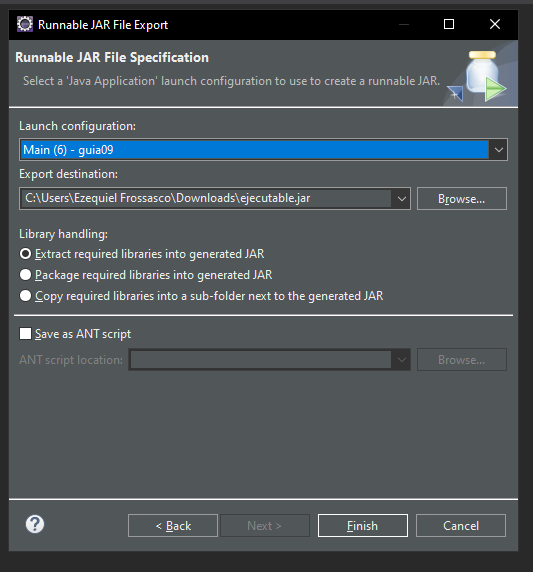 Runnable JAR File Export
Runnable JAR File Specification
Select a 'Java Application' launch configuration to use to create a runnable JAR.
Launch configuration:
Main (6) - guia09
Export destination:
C:\Users\Ezequiel Frossasco\Downloads\ejecutable.jar
Browse...
Library handling:
Extract required libraries into generated JAR
Package required libraries into generated JAR
Copy required libraries into a sub-folder next to the generated JAR
Save as ANT script
ANT script location:
Browse...
?
< Back
Next >
Finish
Cancel